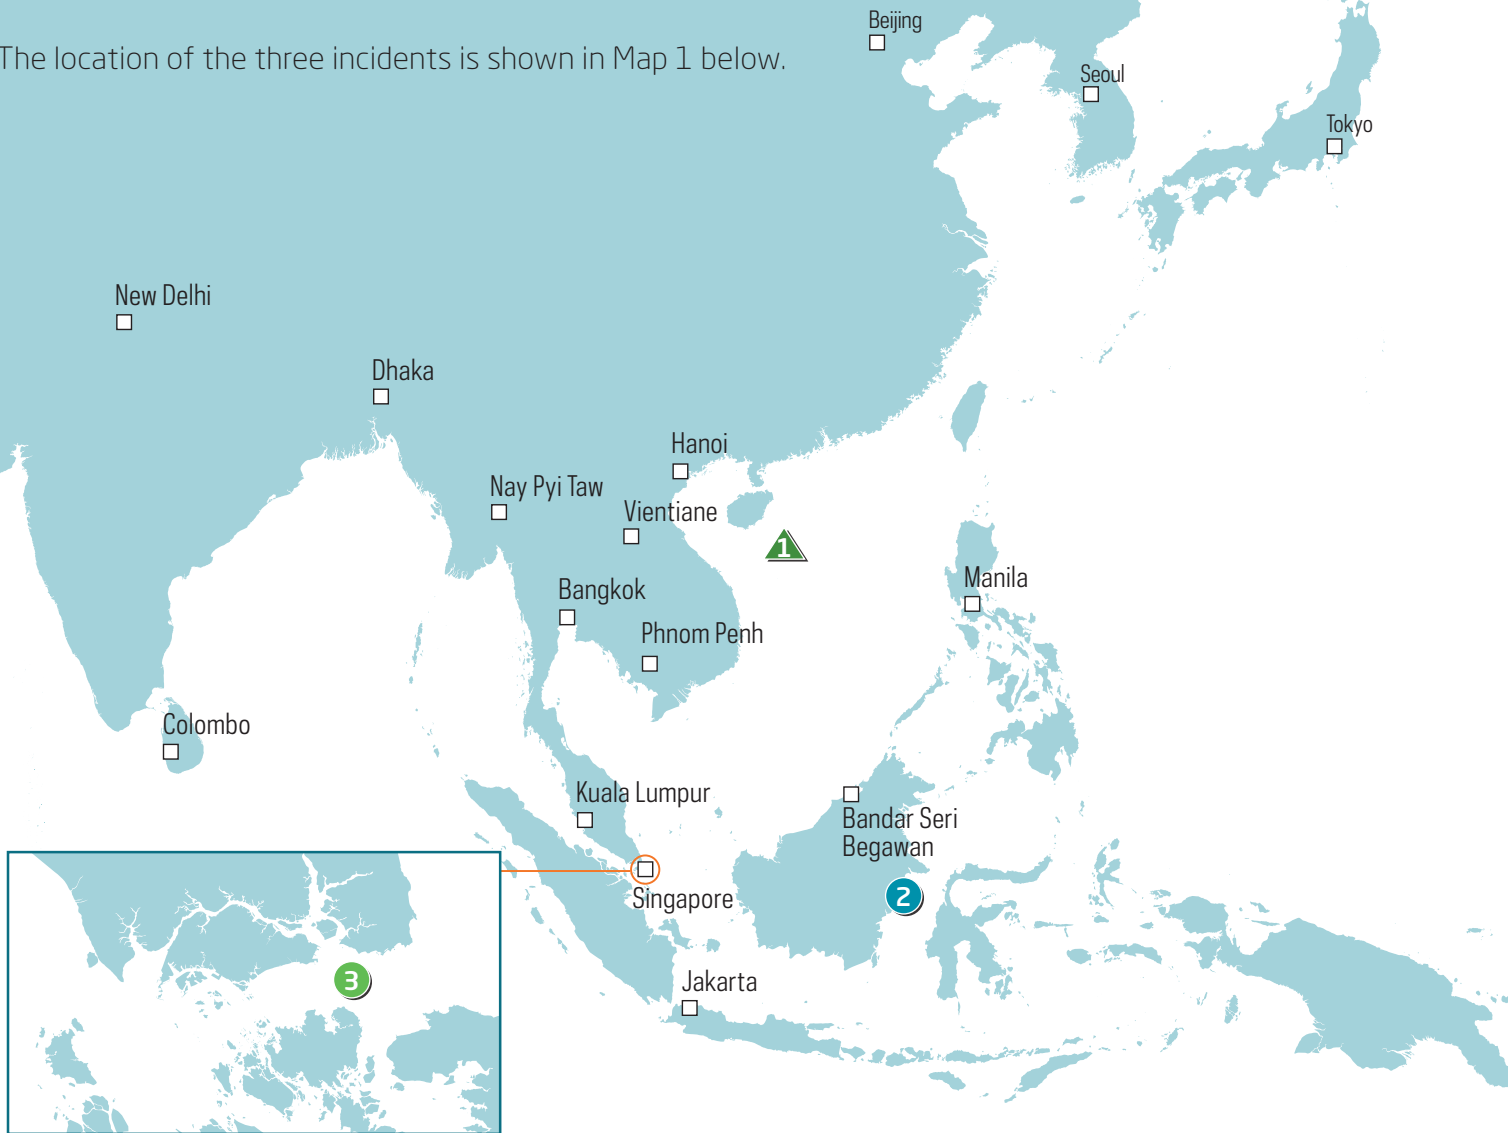 Beijing
The location of the three incidents is shown in Map 1 below.
Seoul
Tokyo
New Delhi
Dhaka
Hanoi
Nay Pyi Taw
Vientiane
1
Manila
Bangkok
Phnom Penh
Colombo
Kuala Lumpur
Bandar Seri
Begawan
2
Singapore
3
Jakarta